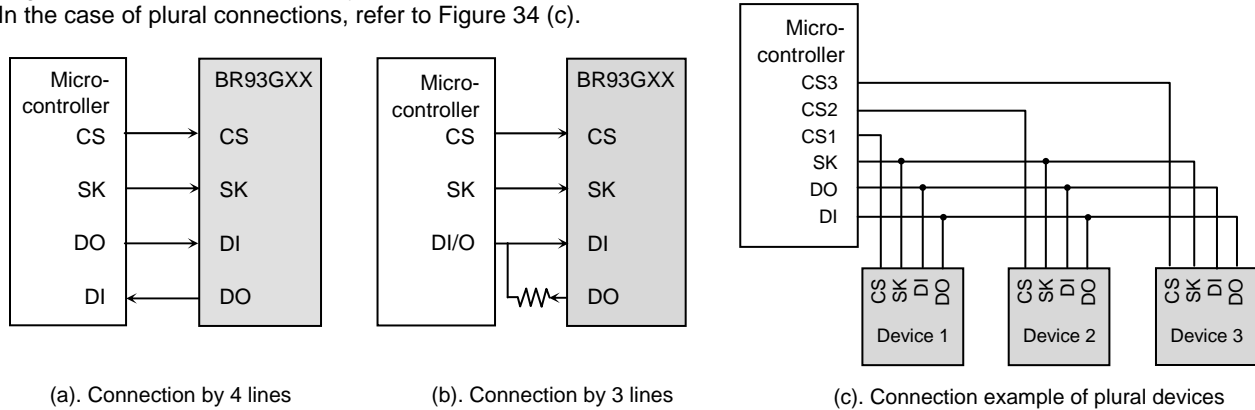 In the case of plural connections, refer to Figure 34 (c).
Micro-
controller
CS
SK
DO
DI
BR93GXX
CS
SK
DI
DO
(a). Connection by 4 lines
Micro-
controller
CS
SK
DI/O
BR93GXX
CS
SK
DI
DO
(b). Connection by 3 lines
Micro-
controller
CS3
CS2
CS1
SK
DO
DI
CS
SK
DI
DO
Device 1
CS
SK
DI
DO
Device 2
CS
SK
DI
DO
Device 3
(c). Connection example of plural devices